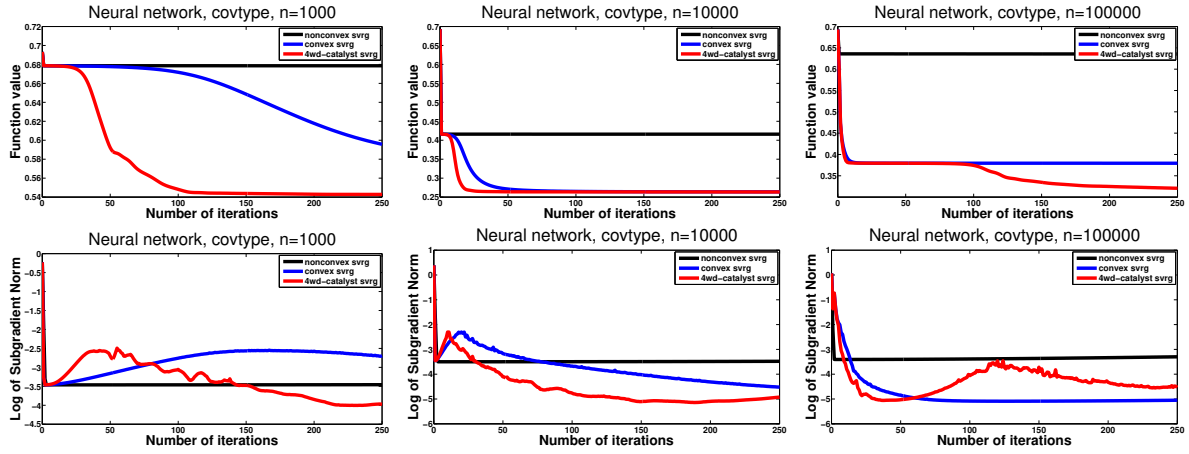 Neural network, covtype, n=1000
Function value
0.72
0.7
0.68
0.66
0.64
0.62
0.6
0.58
0.56
0.54
nonconvex svrg
convex svrg
4wd-catalyst svrg
0 50 100 150 200 250
Number of iterations
Neural network, covtype, n=10000
Function value
0.65
0.6
0.55
0.5
0.45
0.4
0.35
0.3
0.25
nonconvex svrg
convex svrg
4wd-catalyst svrg
0 50 100 150 200 250
Number of iterations
Neural network, covtype, n=100000
Function value
0.65
0.6
0.55
0.5
0.45
0.4
0.35
nonconvex svrg
convex svrg
4wd-catalyst svrg
0 50 100 150 200 250
Number of iterations
Neural network, covtype, n=1000
Log of Subgradient Norm
0
−0.5
−1
−1.5
−2
−2.5
−3
−3.5
−4
−4.5
nonconvex svrg
convex svrg
4wd-catalyst svrg
0 50 100 150 200 250
Number of iterations
Neural network, covtype, n=10000
Log of Subgradient Norm
1
0
−1
−2
−3
−4
−5
−6
nonconvex svrg
convex svrg
4wd-catalyst svrg
0 50 100 150 200 250
Number of iterations
Neural network, covtype, n=100000
Log of Subgradient Norm
1
0
−1
−2
−3
−4
−5
−6
nonconvex svrg
convex svrg
4wd-catalyst svrg
0 50 100 150 200 250
Number of iterations